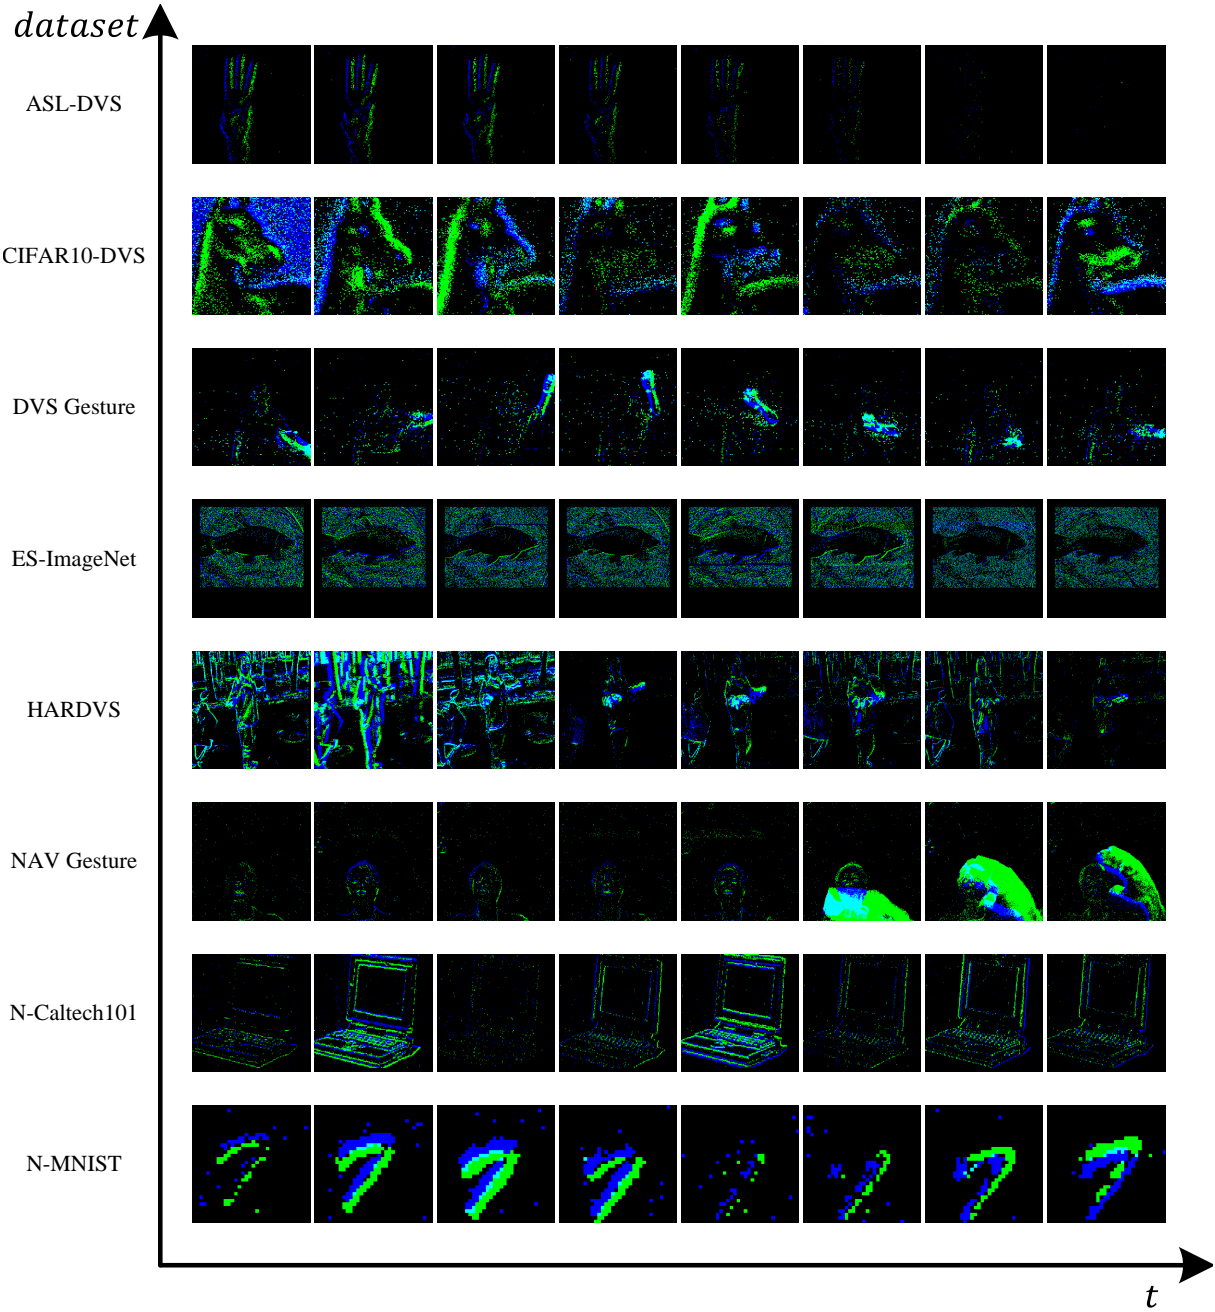 dataset
ASL-DVS
CIFAR10-DVS
DVS Gesture
ES-ImageNet
HARDVS
NAV Gesture
N-Caltech101
N-MNIST
t